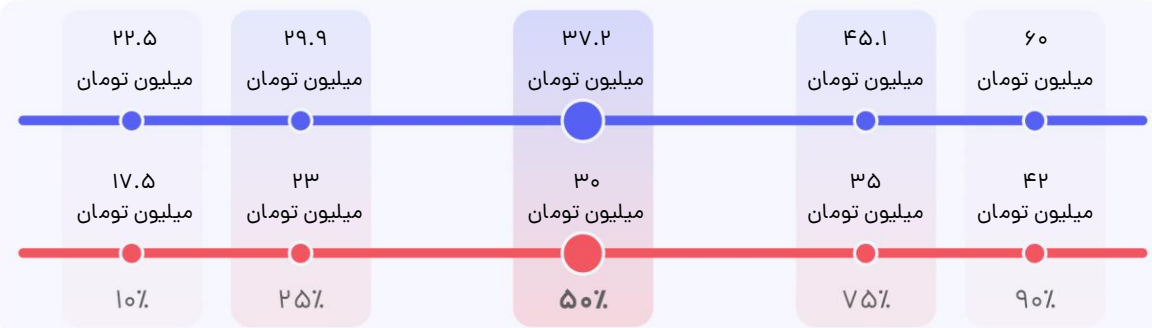 ۲۲.۵
میلیون تومان
۲۹.۹
میلیون تومان
۳۷.۲
میلیون تومان
۴۵.۱
میلیون تومان
۶۰
میلیون تومان
۱۷.۵
میلیون تومان
۲۳
میلیون تومان
۳۰
میلیون تومان
۳۵
میلیون تومان
۴۲
میلیون تومان
۱۰٪
۲۵٪
۵۰٪
۷۵٪
۹۰٪